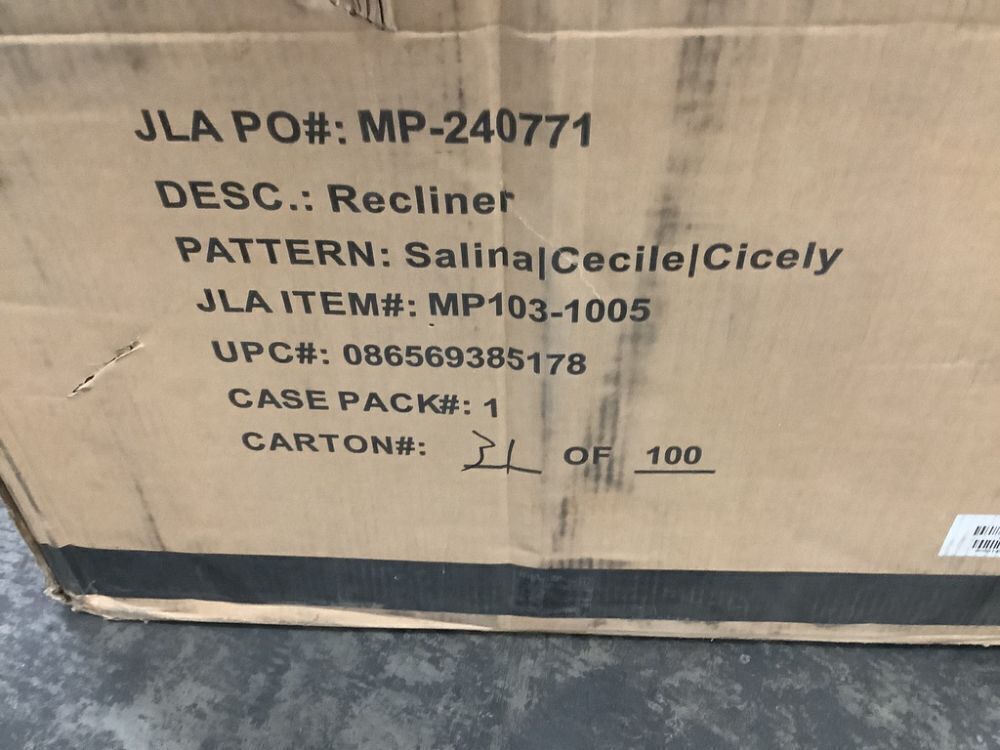 JLA PO#: MP-240771
DESC.: Recliner
PATTERN: Salina|Cecile|Cicely
JLA ITEM#: MP103-1005
UPC#: 086569385178
CASE PACK#: 1
CARTON#: 31 OF 100